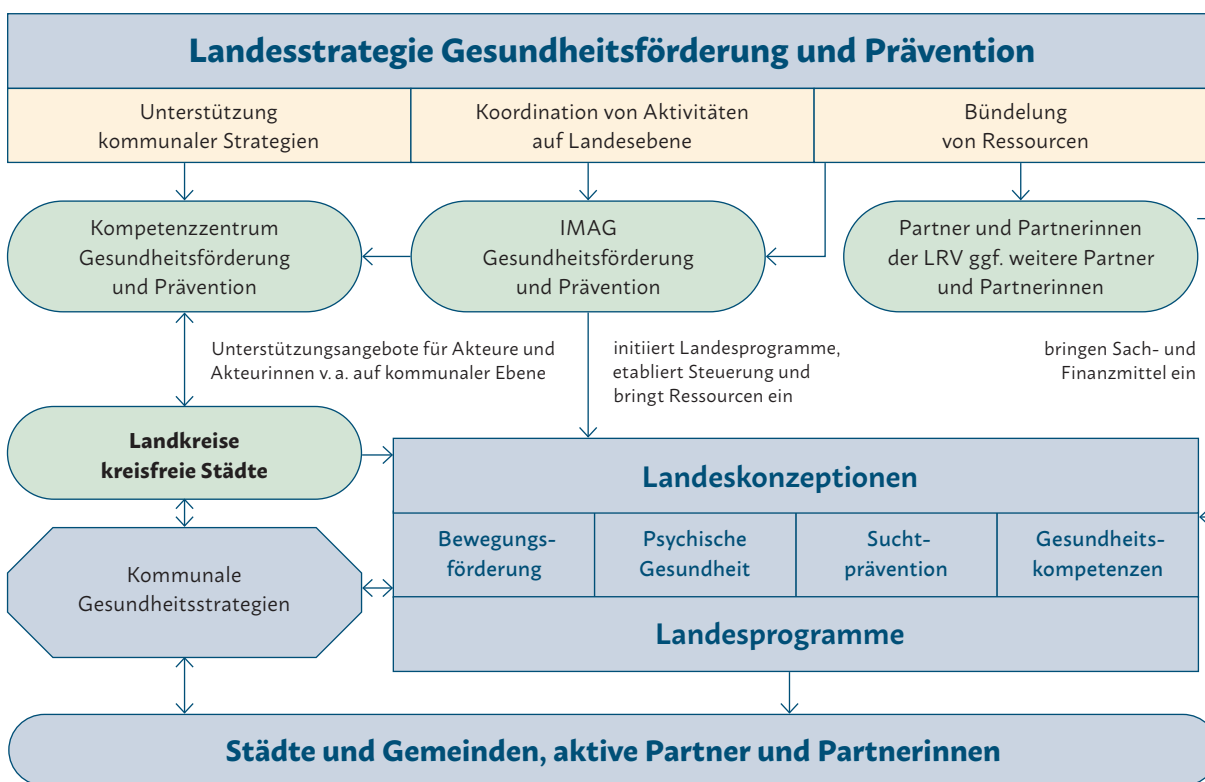 Landesstrategie Gesundheitsförderung und Prävention
Unterstützung
kommunaler Strategien
Koordination von Aktivitäten
auf Landesebene
Bündelung
von Ressourcen
Kompetenzzentrum
Gesundheitsförderung
und Prävention
IMAG
Gesundheitsförderung
und Prävention
Partner und Partnerinnen
der LRV ggf. weitere Partner
und Partnerinnen
Unterstützungsangebote für Akteure und
Akteurinnen v. a. auf kommunaler Ebene
initiiert Landesprogramme,
etabliert Steuerung und
bringt Ressourcen ein
bringen Sach- und
Finanzmittel ein
Landkreise
kreisfreie Städte
Landeskonzeptionen
Bewegungs-
förderung
Psychische
Gesundheit
Sucht-
prävention
Gesundheits-
kompetenzen
Kommunale
Gesundheitsstrategien
Landesprogramme
Städte und Gemeinden, aktive Partner und Partnerinnen